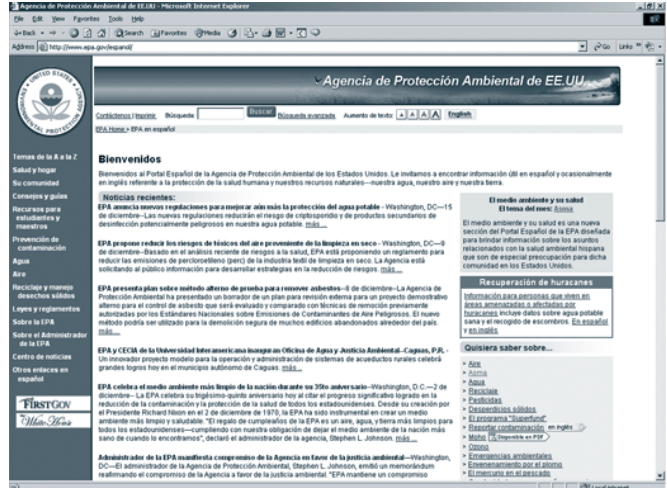 Agencia de Protección Ambiental de EE.UU - Microsoft Internet Explorer
File Edit View Favorites Tools Help
Back Search Favorites Media
Address http://www.epa.gov/espanol/ Go Links
UNITED STATES
ENVIRONMENTAL PROTECTION
Agencia de Protección Ambiental de EE.UU.
Contáctenos | Imprimir Búsqueda: Buscar Búsqueda avanzada Aumento de texto: A A A A English
EPA Home > EPA en español
Temas de la A a la Z
Salud y hogar
Su comunidad
Consejos y guías
Recursos para
estudiantes y
maestros
Prevención de
contaminación
Agua
Aire
Reciclaje y manejo
desechos sólidos
Leyes y reglamentos
Sobre la EPA
Sobre el Administrador
de la EPA
Centro de noticias
Otros enlaces en
español
FIRSTGOV
White House
Bienvenidos
Bienvenidos al Portal Español de la Agencia de Protección Ambiental de los Estados Unidos. Le invitamos a encontrar información útil en español y ocasionalmente
en inglés referente a la protección de la salud humana y nuestros recursos naturales—nuestra agua, nuestro aire y nuestra tierra.
Noticias recientes:
EPA anuncia nuevas regulaciones para mejorar aún más la protección del agua potable - Washington, DC—15
de diciembre--Las nuevas regulaciones reducirán el riesgo de criptosporidio y de productos secundarios de
desinfección potencialmente peligrosos en nuestra agua potable. más ...
EPA propone reducir los riesgos de tóxicos del aire proveniente de la limpieza en seco - Washington, DC—9
de diciembre--Basado en el análisis reciente de riesgos a la salud, EPA está proponiendo un reglamento para
reducir las emisiones de percloroetileno (perc) de la industria textil de limpieza en seco. La Agencia está
solicitando al público información para desarrollar estrategias en la reducción de riesgos. más ...
EPA presenta plan sobre método alterno de prueba para remover asbestos--8 de diciembre--La Agencia de
Protección Ambiental ha presentado un borrador de un plan para revisión externa para un proyecto demostrativo
alterno para el control de asbesto que será evaluado y comparado con técnicas de remoción previamente
autorizadas por los Estándares Nacionales sobre Emisiones de Contaminantes de Aire Peligrosos. El nuevo
método podría ser utilizado para la demolición segura de muchos edificios abandonados alrededor del país.
más...
EPA y CECIA de la Universidad Interamericana inauguran Oficina de Agua y Justicia Ambiental--Caguas, P.R. -
Un innovador proyecto modelo para la operación y administración de sistemas de acueductos rurales celebra
grandes logros hoy en el municipio autónomo de Caguas. más ..
EPA celebra el medio ambiente más limpio de la nación durante su 35to aniversario--Washington, D.C.—2 de
diciembre-- La EPA celebra su trigésimo-quinto aniversario hoy al citar el progreso significativo logrado en la
reducción de la contaminación y la protección de la salud de todos los estadounidenses. Desde su creación por
el Presidente Richard Nixon en el 2 de diciembre de 1970, la EPA ha sido instrumental en crear un medio
ambiente más limpio y saludable. "El regalo de cumpleaños de la EPA es un aire, agua, y tierra más limpios para
todos los estadounidenses—cumpliendo con nuestra obligación de dejar el medio ambiente de la nación más
sano de cuando lo encontramos", declaró el administrador de la agencia, Stephen L. Johnson. más ...
Administrador de la EPA manifiesta compromiso de la Agencia en favor de la justicia ambiental—Washington,
DC—El administrador de la Agencia de Protección Ambiental, Stephen L. Johnson, emitió un memorándum
reafirmando el compromiso de la Agencia a favor de la justicia ambiental. "EPA mantiene un compromiso
El medio ambiente y su salud
El tema del mes: Asma
El medio ambiente y su salud es una nueva
sección del Portal Español de la EPA diseñada
para brindar información sobre los asuntos
relacionados con la salud ambiental hispana
que son de especial preocupación para dicha
comunidad en los Estados Unidos.
Recuperación de huracanes
Información para personas que viven en
áreas amenazadas o afectadas por
huracanes incluye datos sobre agua potable
sana y el recogido de escombros. En español
y en inglés
Quisiera saber sobre...
Aire
Asma
Agua
Reciclaje
Pesticidas
Desperdicios sólidos
El programa "Superfund"
Reportar contaminación en inglés
Moho Disponible en PDF
Ozono
Emergencias ambientales
Envenenamiento por el plomo
El mercurio en el pescado